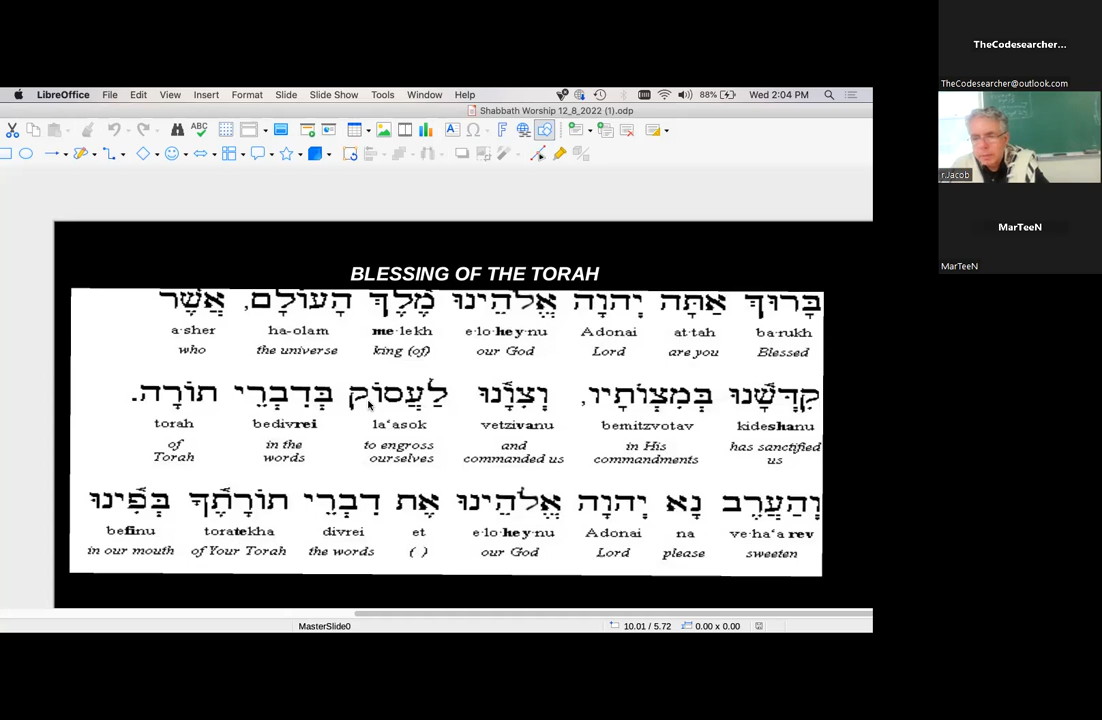 LibreOffice File Edit View Insert Format Slide Slide Show Tools Window Help 88% Wed 2:04 PM
Shabbath Worship 12_8_2022 (1).odp
BLESSING OF THE TORAH
בָּרוּךְ אַתָּה יְהוָה אֱלֹהֵינוּ מֶלֶךְ הָעוֹלָם, אֲשֶׁר
a·sher ha-olam me·lekh e·lo·hey·nu Adonai at·tah ba·rukh
who the universe king (of) our God Lord are you Blessed
קִדְּשָׁנוּ בְּמִצְוֹתָיו, וְצִוָּנוּ לַעֲסוֹק בְּדִבְרֵי תוֹרָה.
torah bedivrei la‘asok vetzivanu bemitzvotav kideshanu
of Torah in the words to engross ourselves and commanded us in His commandments has sanctified us
וְהַעֲרֶב נָא יְהוָה אֱלֹהֵינוּ אֶת דִבְרֵי תוֹרָתְֶךָ בְּפִינוּ
befinu toratekha divrei et e·lo·hey·nu Adonai na ve·ha‘a rev
in our mouth of Your Torah the words ( ) our God Lord please sweeten
MasterSlide0 10.01 / 5.72 0.00 x 0.00
TheCodesearcher...
TheCodesearcher@outlook.com
r.Jacob
MarTeeN
MarTeeN